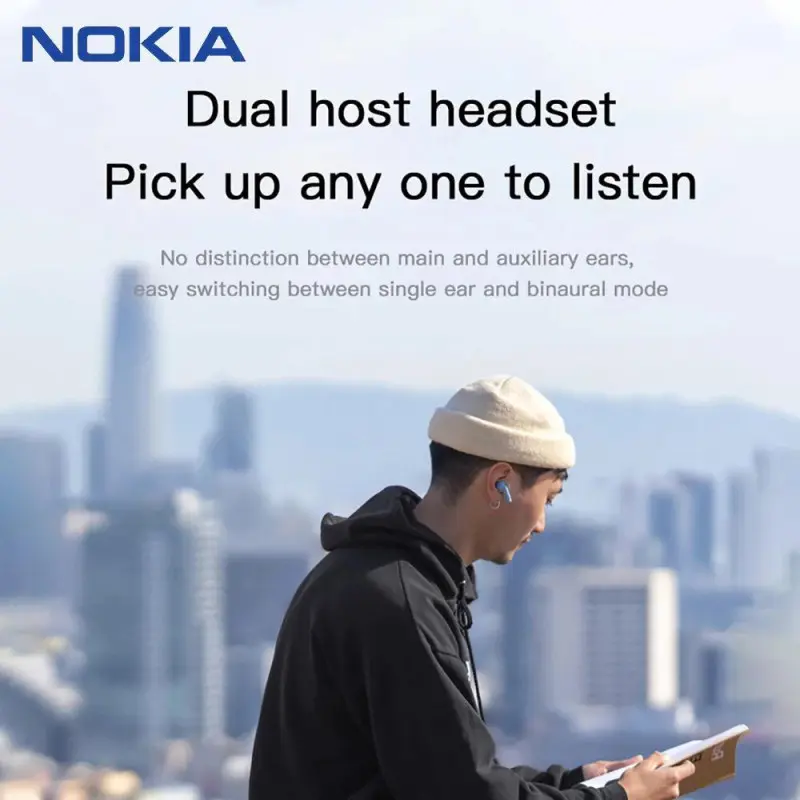 NOKIA
Dual host headset
Pick up any one to listen
No distinction between main and auxiliary ears,
easy switching between single ear and binaural mode